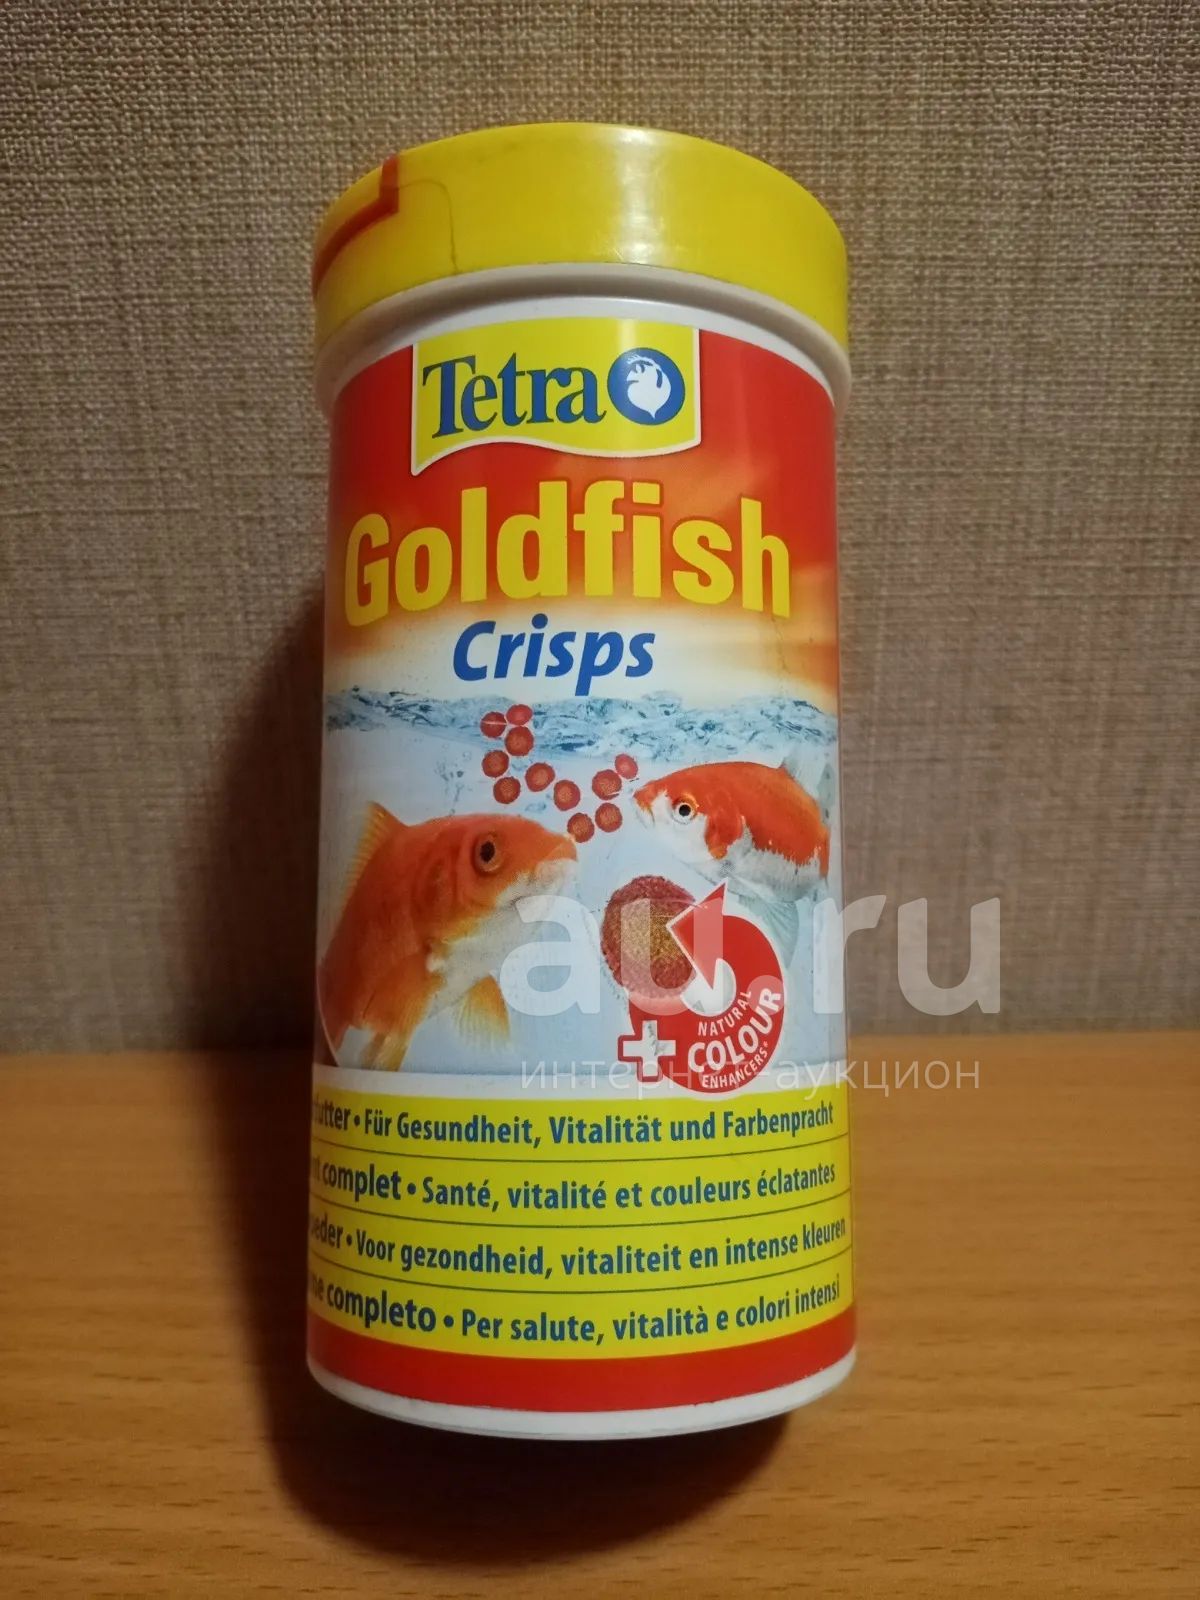 Tetra
Goldfish
Crisps
NATURAL
COLOUR
ENHANCERS*
au.ru
интернет-аукцион
• Für Gesundheit, Vitalität und Farbenpracht
complet • Santé, vitalité et couleurs éclatantes
• Voor gezondheid, vitaliteit en intense kleuren
completo • Per salute, vitalità e colori intensi